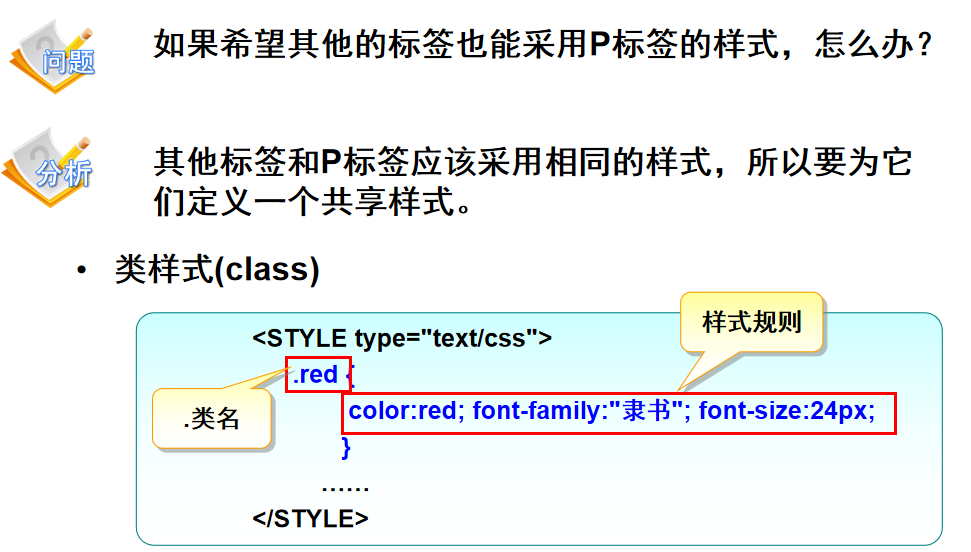 问题
如果希望其他的标签也能采用P标签的样式，怎么办？
分析
其他标签和P标签应该采用相同的样式，所以要为它
们定义一个共享样式。
• 类样式(class)
样式规则
<STYLE type="text/css">
.red {
.类名
color:red; font-family:"隶书"; font-size:24px;
}
……
</STYLE>